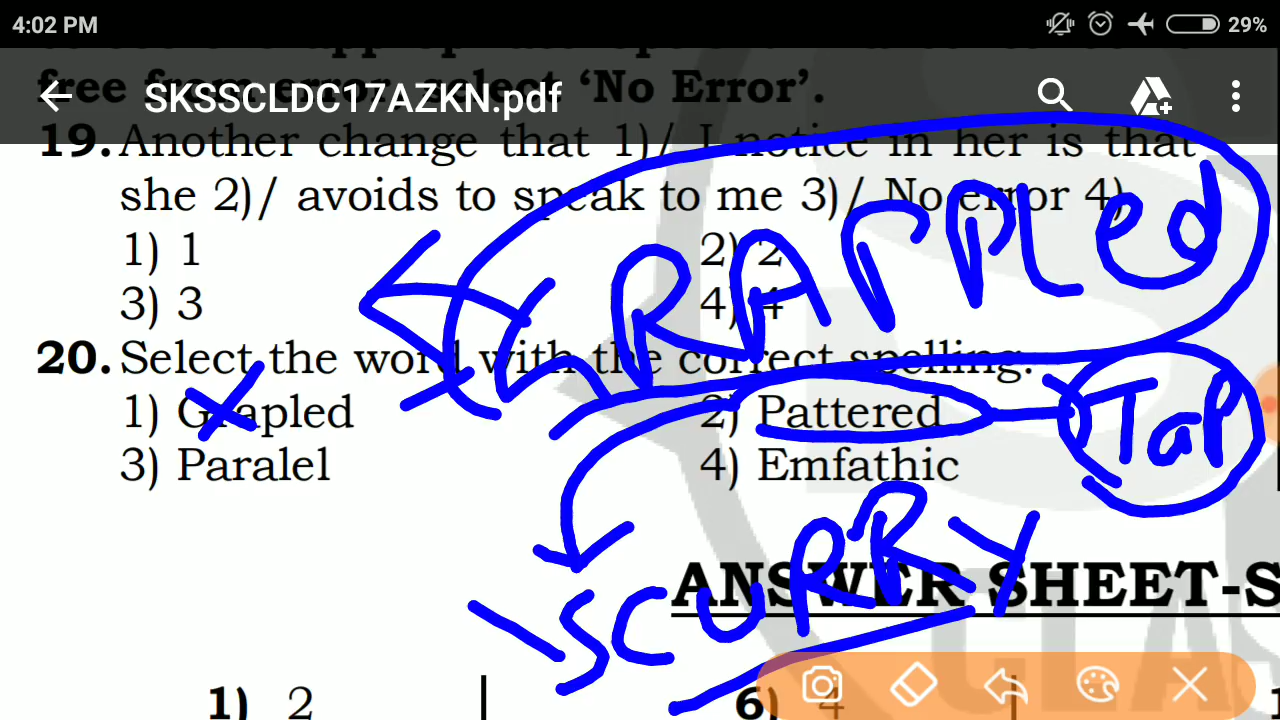 4:02 PM
29%
free from error, select ‘No Error’.
SKSSCLDC17AZKN.pdf
19. Another change that 1)/ I notice in her is that
she 2)/ avoids to speak to me 3)/ No error 4)
1) 1
2) 2
3) 3
4) 4
GRAPPLed
20. Select the word with the correct spelling.
1) Grapled
2) Pattered
TaP
3) Paralel
4) Emfathic
SCURRY
ANSWER SHEET-S
1) 2
6) 4